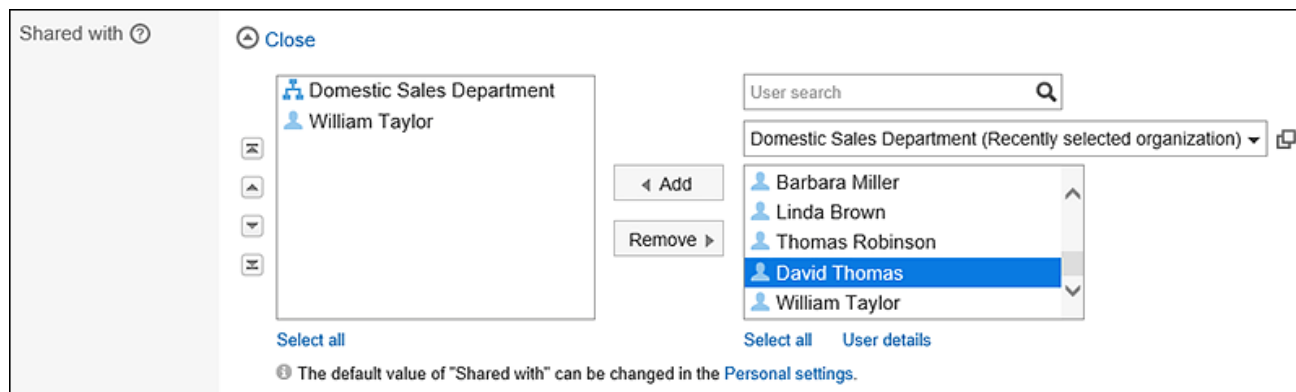 Shared with
Close
Domestic Sales Department
William Taylor
Add
Remove
User search
Domestic Sales Department (Recently selected organization)
Barbara Miller
Linda Brown
Thomas Robinson
David Thomas
William Taylor
Select all
Select all User details
The default value of "Shared with" can be changed in the Personal settings.